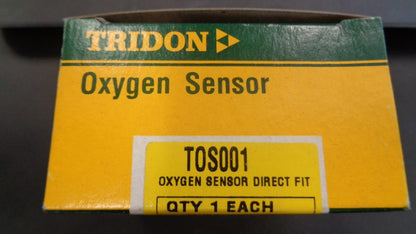 TRIDON
Oxygen Sensor
TOS001
OXYGEN SENSOR DIRECT FIT
QTY 1 EACH